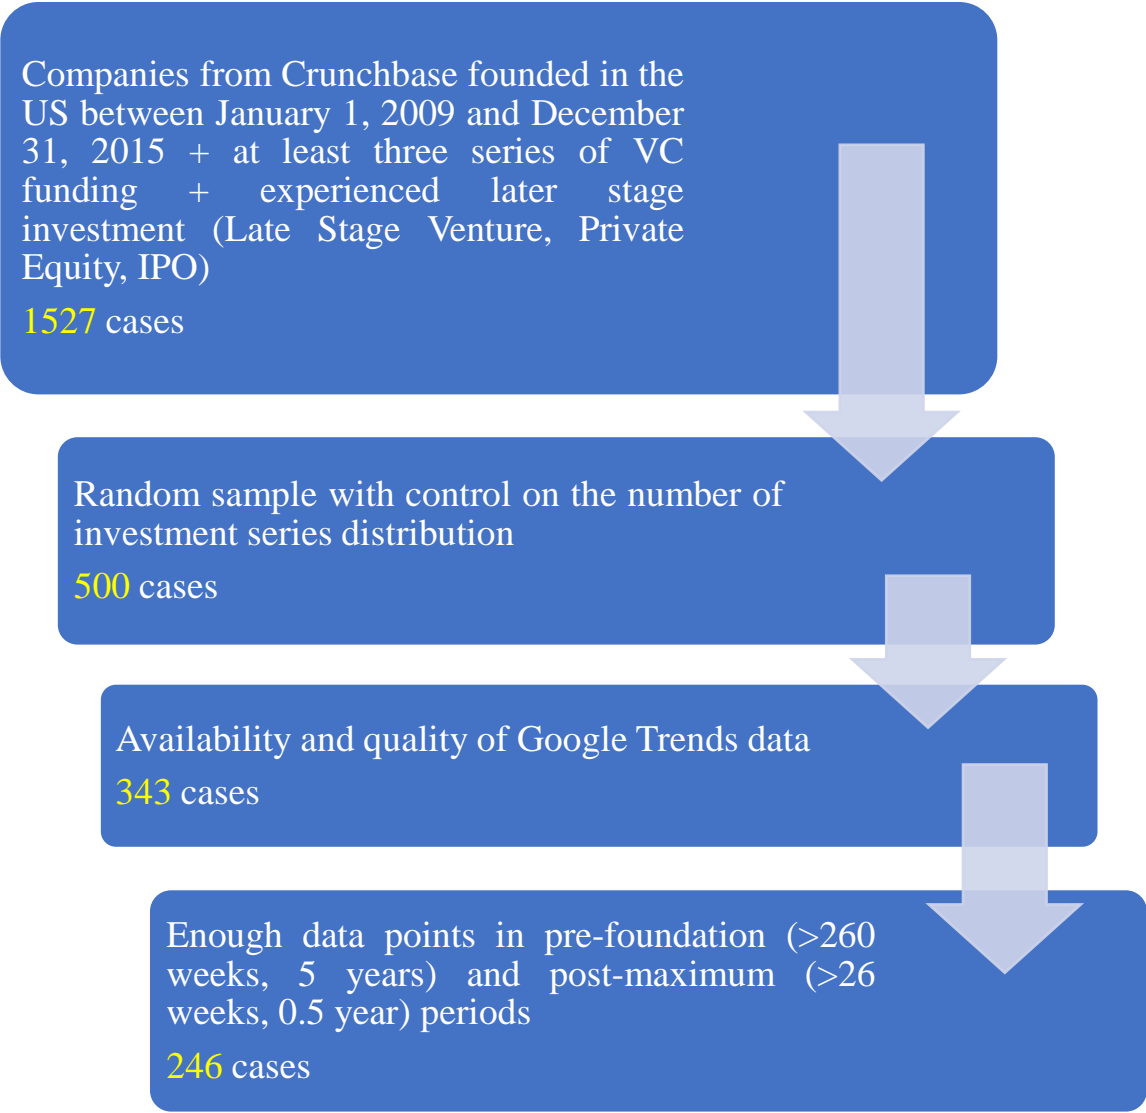 Companies from Crunchbase founded in the
US between January 1, 2009 and December
31, 2015 + at least three series of VC
funding + experienced later stage
investment (Late Stage Venture, Private
Equity, IPO)
1527 cases
Random sample with control on the number of
investment series distribution
500 cases
Availability and quality of Google Trends data
343 cases
Enough data points in pre-foundation (>260
weeks, 5 years) and post-maximum (>26
weeks, 0.5 year) periods
246 cases